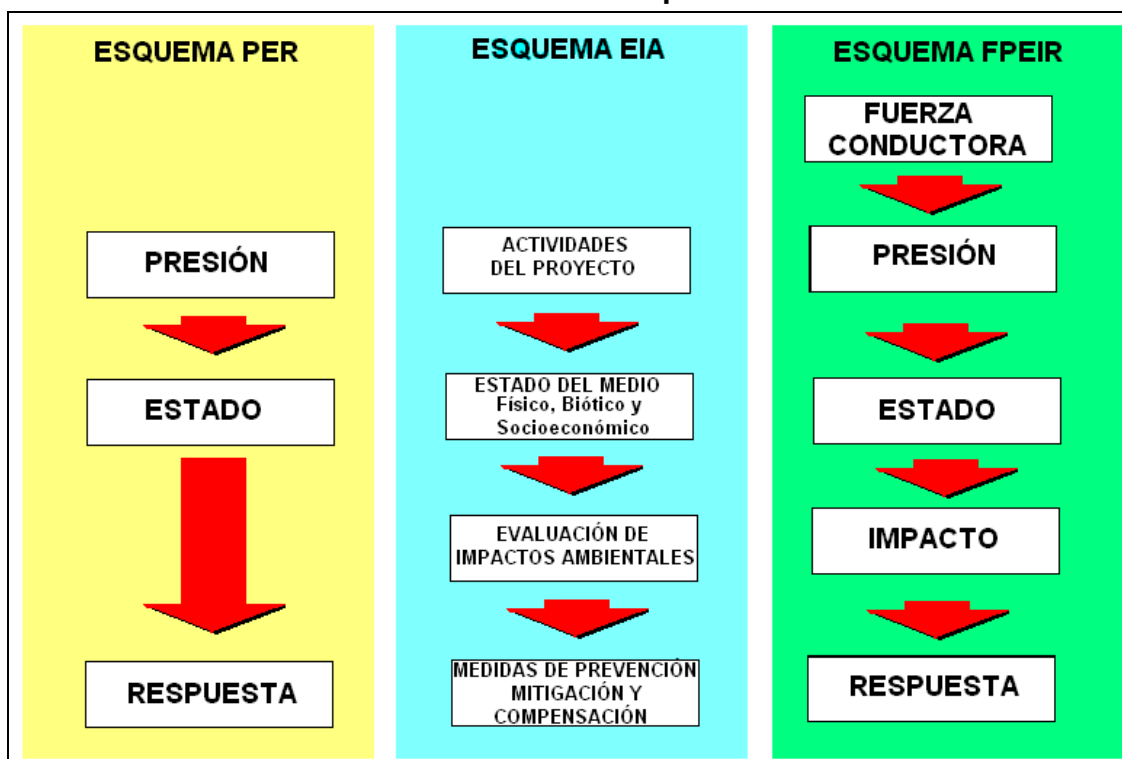 ESQUEMA PER
PRESIÓN
ESTADO
RESPUESTA
ESQUEMA EIA
ACTIVIDADES
DEL PROYECTO
ESTADO DEL MEDIO
Físico, Biótico y
Socioeconómico
EVALUACIÓN DE
IMPACTOS AMBIENTALES
MEDIDAS DE PREVENCIÓN
MITIGACIÓN Y
COMPENSACIÓN
ESQUEMA FPEIR
FUERZA
CONDUCTORA
PRESIÓN
ESTADO
IMPACTO
RESPUESTA